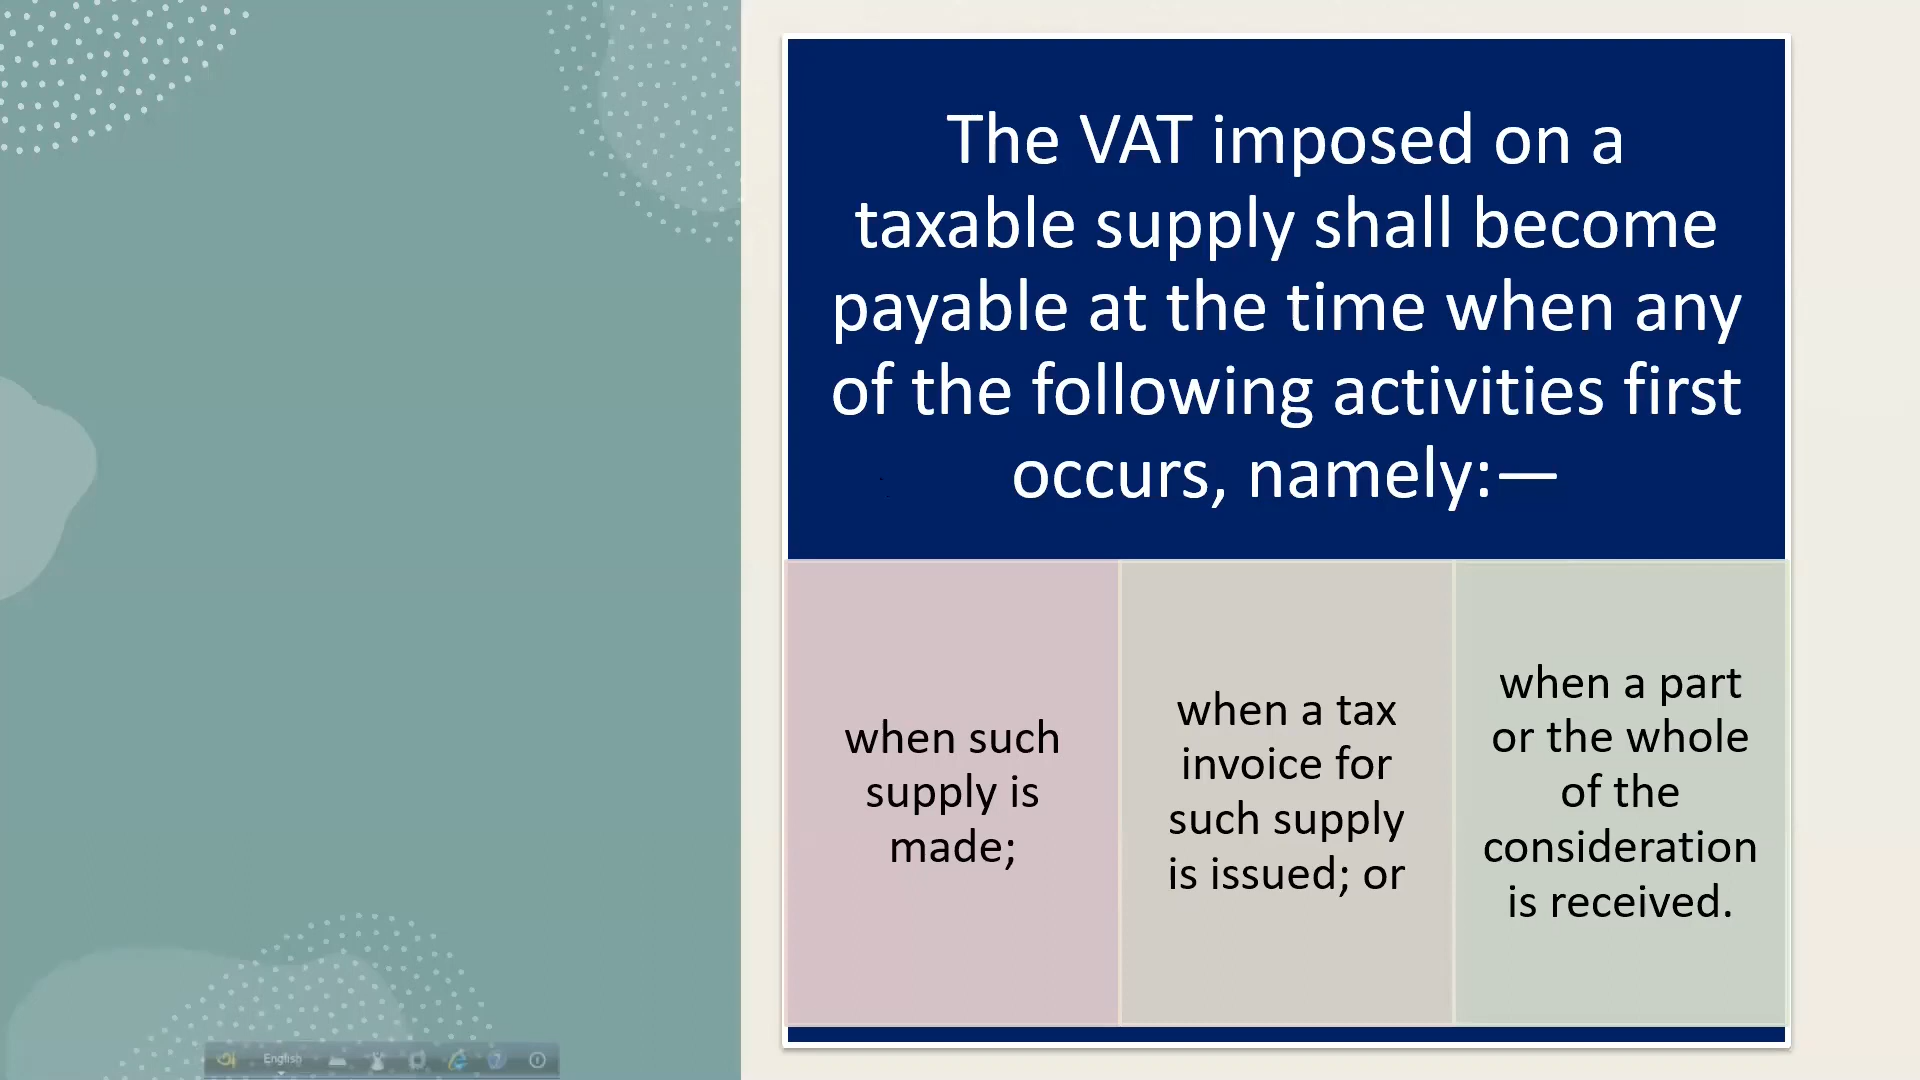 The VAT imposed on a
taxable supply shall become
payable at the time when any
of the following activities first
occurs, namely:—
when such
supply is
made;
when a tax
invoice for
such supply
is issued; or
when a part
or the whole
of the
consideration
is received.
অ
English